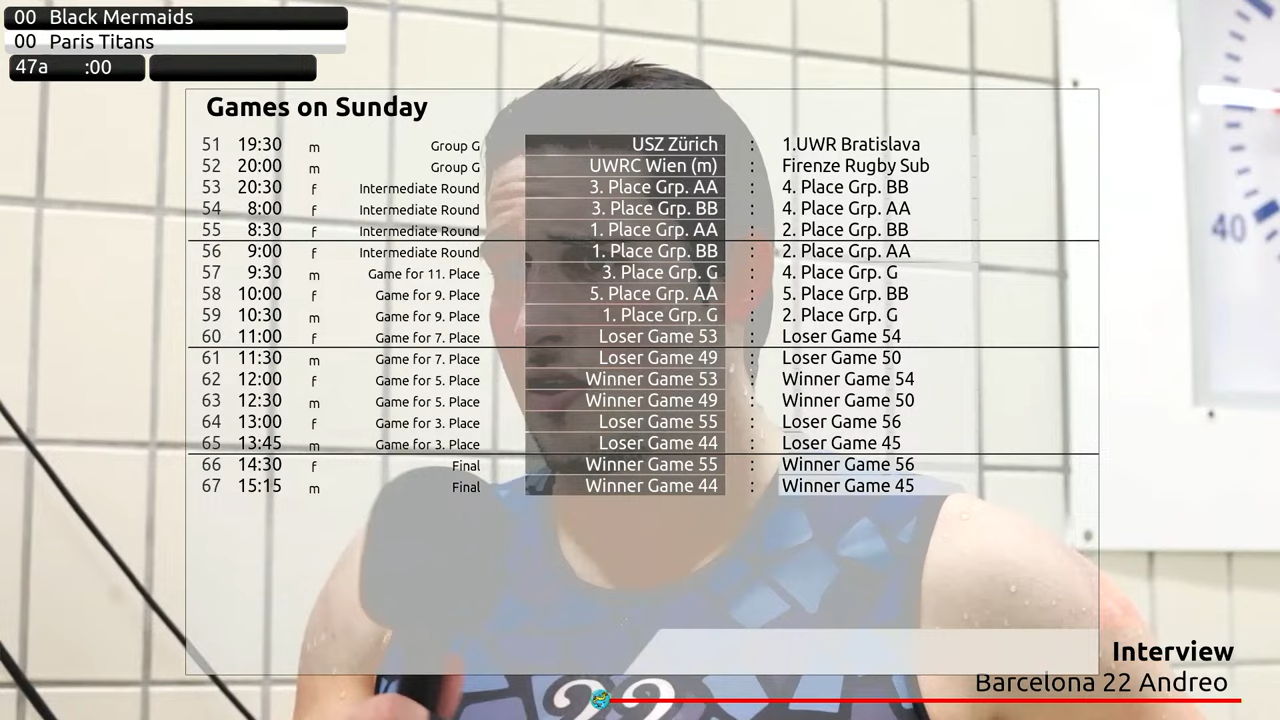 00 Black Mermaids
00 Paris Titans
47a :00
Games on Sunday
51 19:30 m Group G USZ Zürich : 1.UWR Bratislava
52 20:00 m Group G UWRC Wien (m) : Firenze Rugby Sub
53 20:30 f Intermediate Round 3. Place Grp. AA : 4. Place Grp. BB
54 8:00 f Intermediate Round 3. Place Grp. BB : 4. Place Grp. AA
55 8:30 f Intermediate Round 1. Place Grp. AA : 2. Place Grp. BB
56 9:00 f Intermediate Round 1. Place Grp. BB : 2. Place Grp. AA
57 9:30 m Game for 11. Place 3. Place Grp. G : 4. Place Grp. G
58 10:00 f Game for 9. Place 5. Place Grp. AA : 5. Place Grp. BB
59 10:30 m Game for 9. Place 1. Place Grp. G : 2. Place Grp. G
60 11:00 f Game for 7. Place Loser Game 53 : Loser Game 54
61 11:30 m Game for 7. Place Loser Game 49 : Loser Game 50
62 12:00 f Game for 5. Place Winner Game 53 : Winner Game 54
63 12:30 m Game for 5. Place Winner Game 49 : Winner Game 50
64 13:00 f Game for 3. Place Loser Game 55 : Loser Game 56
65 13:45 m Game for 3. Place Loser Game 44 : Loser Game 45
66 14:30 f Final Winner Game 55 : Winner Game 56
67 15:15 m Final Winner Game 44 : Winner Game 45
40
Interview
Barcelona 22 Andreo
22